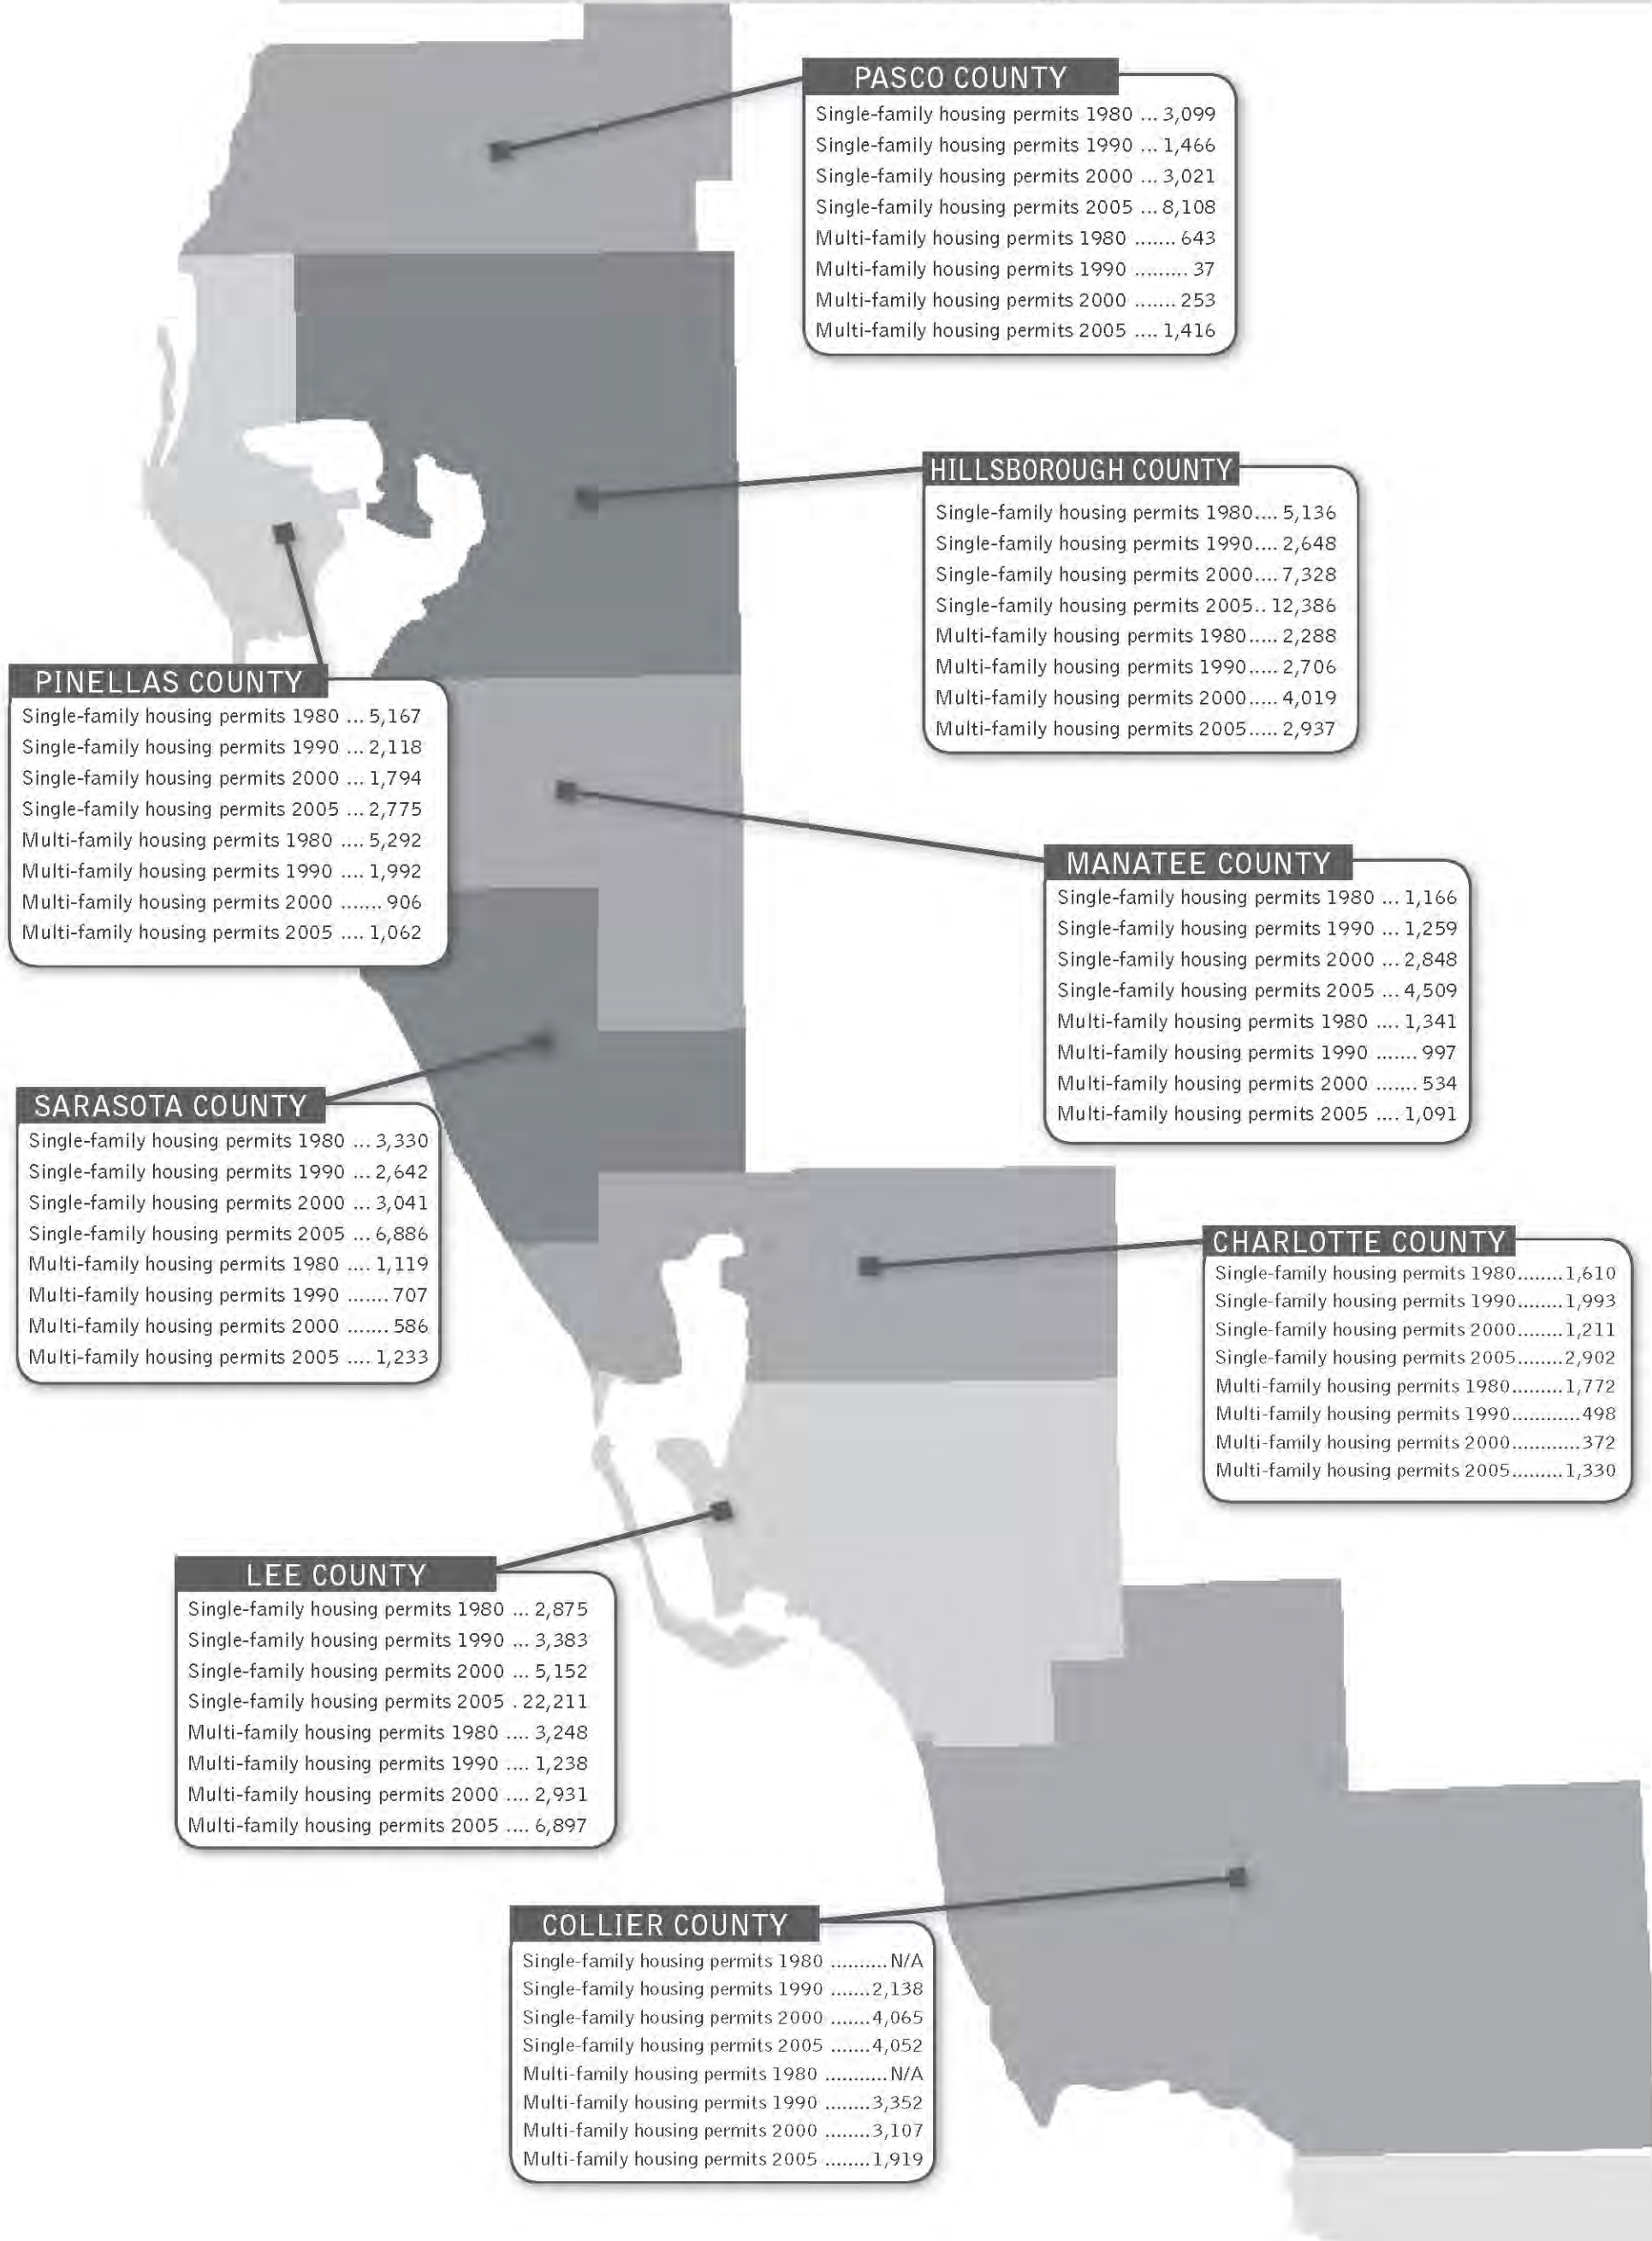 PASCO COUNTY
Single-family housing permits 1980 ... 3,099
Single-family housing permits 1990 ... 1,466
Single-family housing permits 2000 ... 3,021
Single-family housing permits 2005 ... 8,108
Multi-family housing permits 1980 ....... 643
Multi-family housing permits 1990 ......... 37
Multi-family housing permits 2000 ....... 253
Multi-family housing permits 2005 .... 1,416
HILLSBOROUGH COUNTY
Single-family housing permits 1980.... 5,136
Single-family housing permits 1990.... 2,648
Single-family housing permits 2000.... 7,328
Single-family housing permits 2005.. 12,386
Multi-family housing permits 1980..... 2,288
Multi-family housing permits 1990..... 2,706
Multi-family housing permits 2000..... 4,019
Multi-family housing permits 2005..... 2,937
PINELLAS COUNTY
Single-family housing permits 1980 ... 5,167
Single-family housing permits 1990 ... 2,118
Single-family housing permits 2000 ... 1,794
Single-family housing permits 2005 ... 2,775
Multi-family housing permits 1980 .... 5,292
Multi-family housing permits 1990 .... 1,992
Multi-family housing permits 2000 ....... 906
Multi-family housing permits 2005 .... 1,062
MANATEE COUNTY
Single-family housing permits 1980 ... 1,166
Single-family housing permits 1990 ... 1,259
Single-family housing permits 2000 ... 2,848
Single-family housing permits 2005 ... 4,509
Multi-family housing permits 1980 .... 1,341
Multi-family housing permits 1990 ....... 997
Multi-family housing permits 2000 ....... 534
Multi-family housing permits 2005 .... 1,091
SARASOTA COUNTY
Single-family housing permits 1980 ... 3,330
Single-family housing permits 1990 ... 2,642
Single-family housing permits 2000 ... 3,041
Single-family housing permits 2005 ... 6,886
Multi-family housing permits 1980 .... 1,119
Multi-family housing permits 1990 ....... 707
Multi-family housing permits 2000 ....... 586
Multi-family housing permits 2005 .... 1,233
CHARLOTTE COUNTY
Single-family housing permits 1980........1,610
Single-family housing permits 1990........1,993
Single-family housing permits 2000........1,211
Single-family housing permits 2005........2,902
Multi-family housing permits 1980.........1,772
Multi-family housing permits 1990............498
Multi-family housing permits 2000............372
Multi-family housing permits 2005.........1,330
LEE COUNTY
Single-family housing permits 1980 ... 2,875
Single-family housing permits 1990 ... 3,383
Single-family housing permits 2000 ... 5,152
Single-family housing permits 2005 . 22,211
Multi-family housing permits 1980 .... 3,248
Multi-family housing permits 1990 .... 1,238
Multi-family housing permits 2000 .... 2,931
Multi-family housing permits 2005 .... 6,897
COLLIER COUNTY
Single-family housing permits 1980 ..........N/A
Single-family housing permits 1990 .......2,138
Single-family housing permits 2000 .......4,065
Single-family housing permits 2005 .......4,052
Multi-family housing permits 1980 ...........N/A
Multi-family housing permits 1990 ........3,352
Multi-family housing permits 2000 ........3,107
Multi-family housing permits 2005 ........1,919